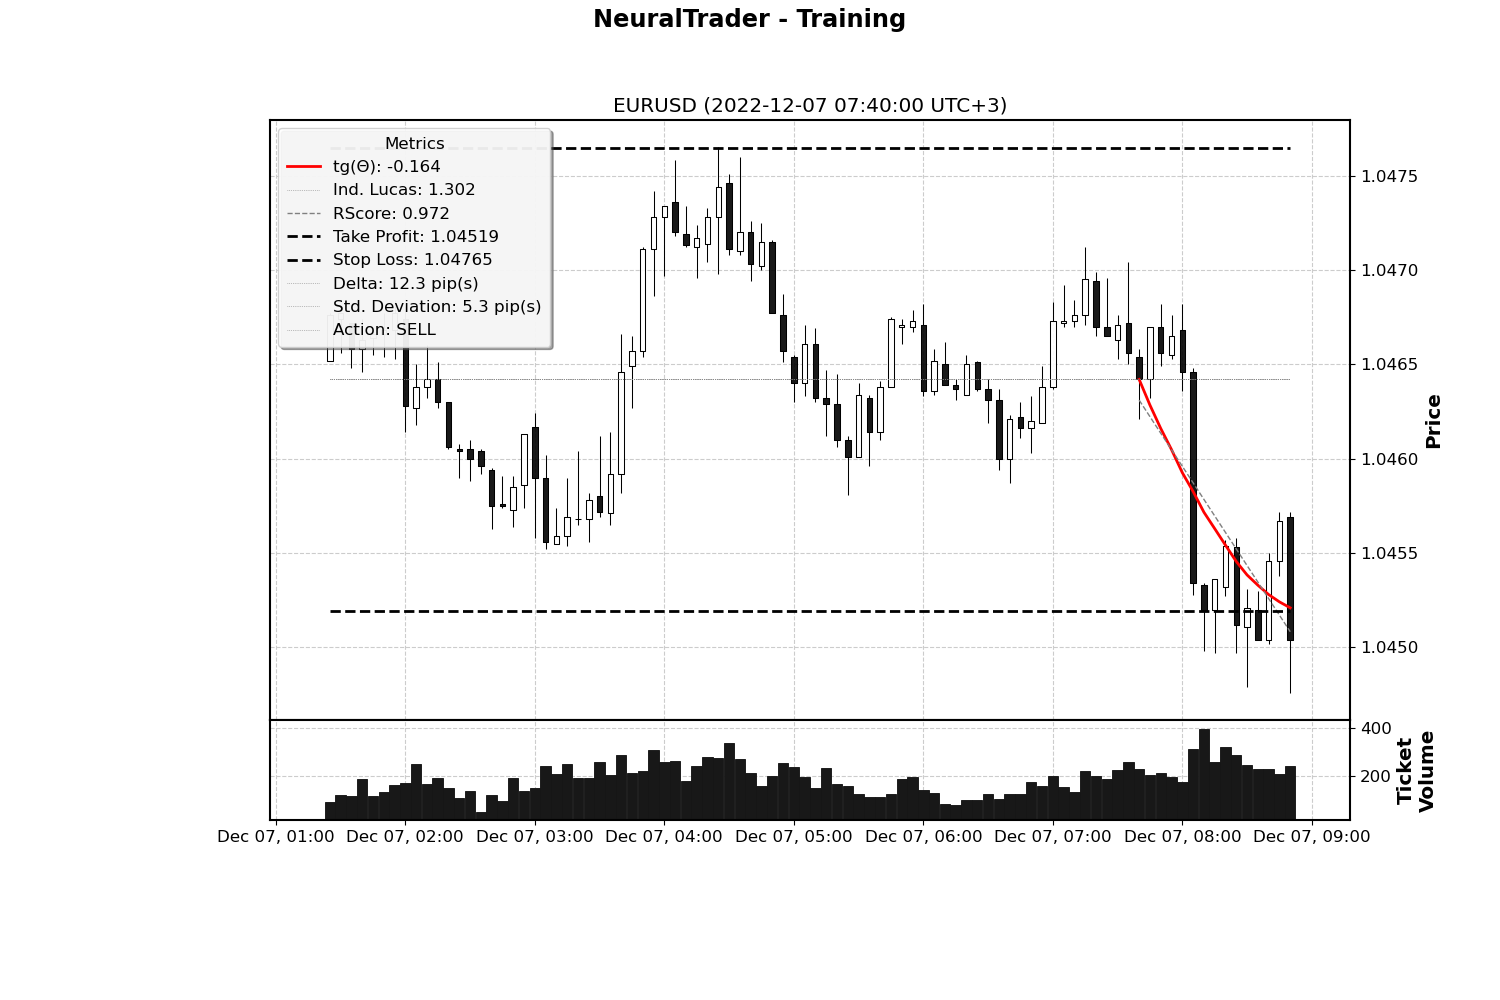 NeuralTrader - Training
EURUSD (2022-12-07 07:40:00 UTC+3)
Metrics
tg(Θ): -0.164
Ind. Lucas: 1.302
RScore: 0.972
Take Profit: 1.04519
Stop Loss: 1.04765
Delta: 12.3 pip(s)
Std. Deviation: 5.3 pip(s)
Action: SELL
1.0475
1.0470
1.0465
1.0460
1.0455
1.0450
Price
400
200
Ticket
Volume
Dec 07, 01:00 Dec 07, 02:00 Dec 07, 03:00 Dec 07, 04:00 Dec 07, 05:00 Dec 07, 06:00 Dec 07, 07:00 Dec 07, 08:00 Dec 07, 09:00